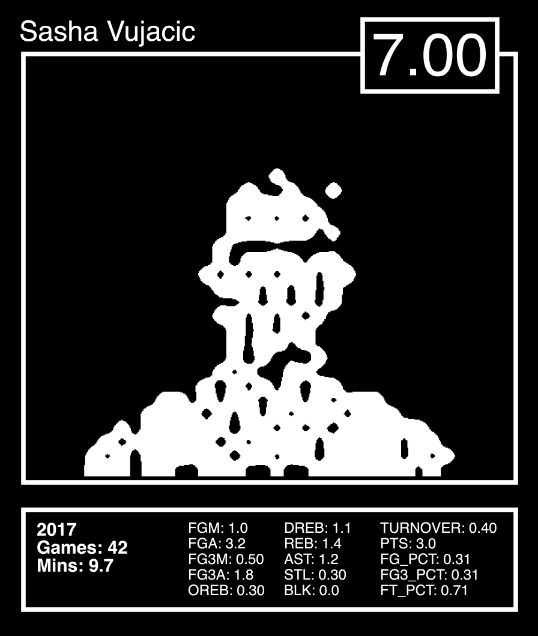 Sasha Vujacic
7.00
2017
Games: 42
Mins: 9.7
FGM: 1.0
FGA: 3.2
FG3M: 0.50
FG3A: 1.8
OREB: 0.30
DREB: 1.1
REB: 1.4
AST: 1.2
STL: 0.30
BLK: 0.0
TURNOVER: 0.40
PTS: 3.0
FG_PCT: 0.31
FG3_PCT: 0.31
FT_PCT: 0.71